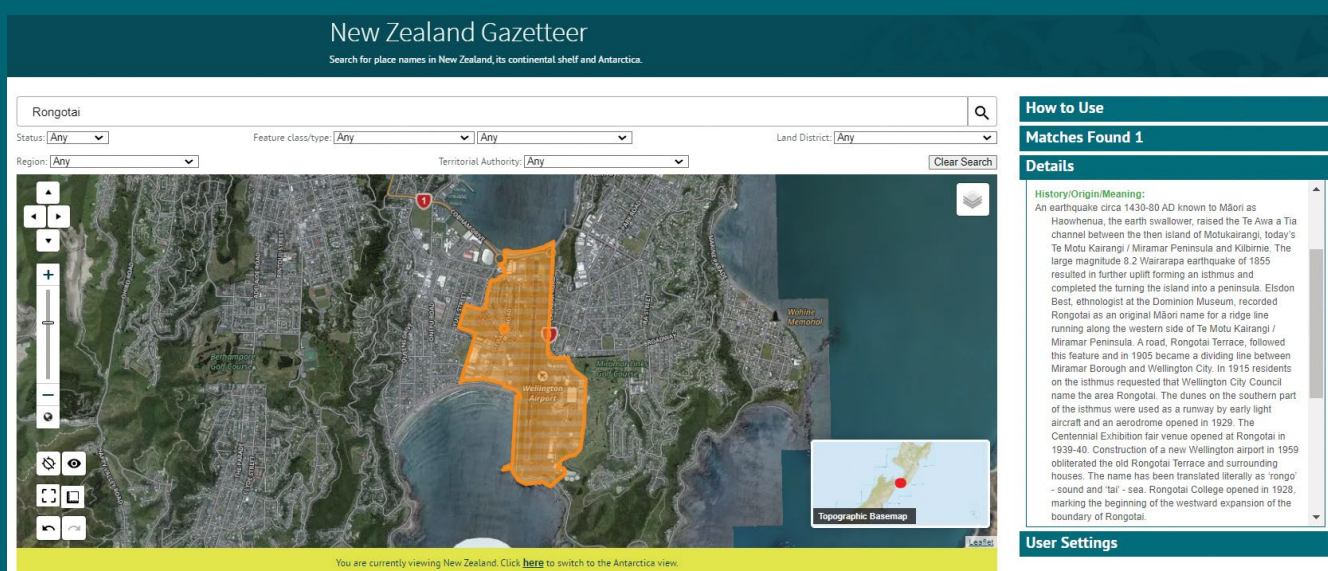 New Zealand Gazetteer
Search for place names in New Zealand, its continental shelf and Antarctica.
Rongotai
Status: Any
Feature class/type: Any
Any
Land District: Any
Region: Any
Territorial Authority: Any
Clear Search
1
COBHAM DRIVE
Berhampore
Golf Course
Wellington
Airport
Miramar Links
Golf Course
BROADWAY
Wahine
Memorial
Topographic Basemap
Leaflet
You are currently viewing New Zealand. Click here to switch to the Antarctica view.
How to Use
Matches Found 1
Details
History/Origin/Meaning:
An earthquake circa 1430-80 AD known to Māori as
Haowhenua, the earth swallower, raised the Te Awa a Tia
channel between the then island of Motukairangi, today's
Te Motu Kairangi / Miramar Peninsula and Kilbirnie. The
large magnitude 8.2 Wairarapa earthquake of 1855
resulted in further uplift forming an isthmus and
completed the turning the island into a peninsula. Elsdon
Best, ethnologist at the Dominion Museum, recorded
Rongotai as an original Māori name for a ridge line
running along the western side of Te Motu Kairangi /
Miramar Peninsula. A road, Rongotai Terrace, followed
this feature and in 1905 became a dividing line between
Miramar Borough and Wellington City. In 1915 residents
on the isthmus requested that Wellington City Council
name the area Rongotai. The dunes on the southern part
of the isthmus were used as a runway by early light
aircraft and an aerodrome opened in 1929. The
Centennial Exhibition fair venue opened at Rongotai in
1939-40. Construction of a new Wellington airport in 1959
obliterated the old Rongotai Terrace and surrounding
houses. The name has been translated literally as 'rongo'
- sound and 'tai' - sea. Rongotai College opened in 1928,
marking the beginning of the westward expansion of the
boundary of Rongotai.
User Settings